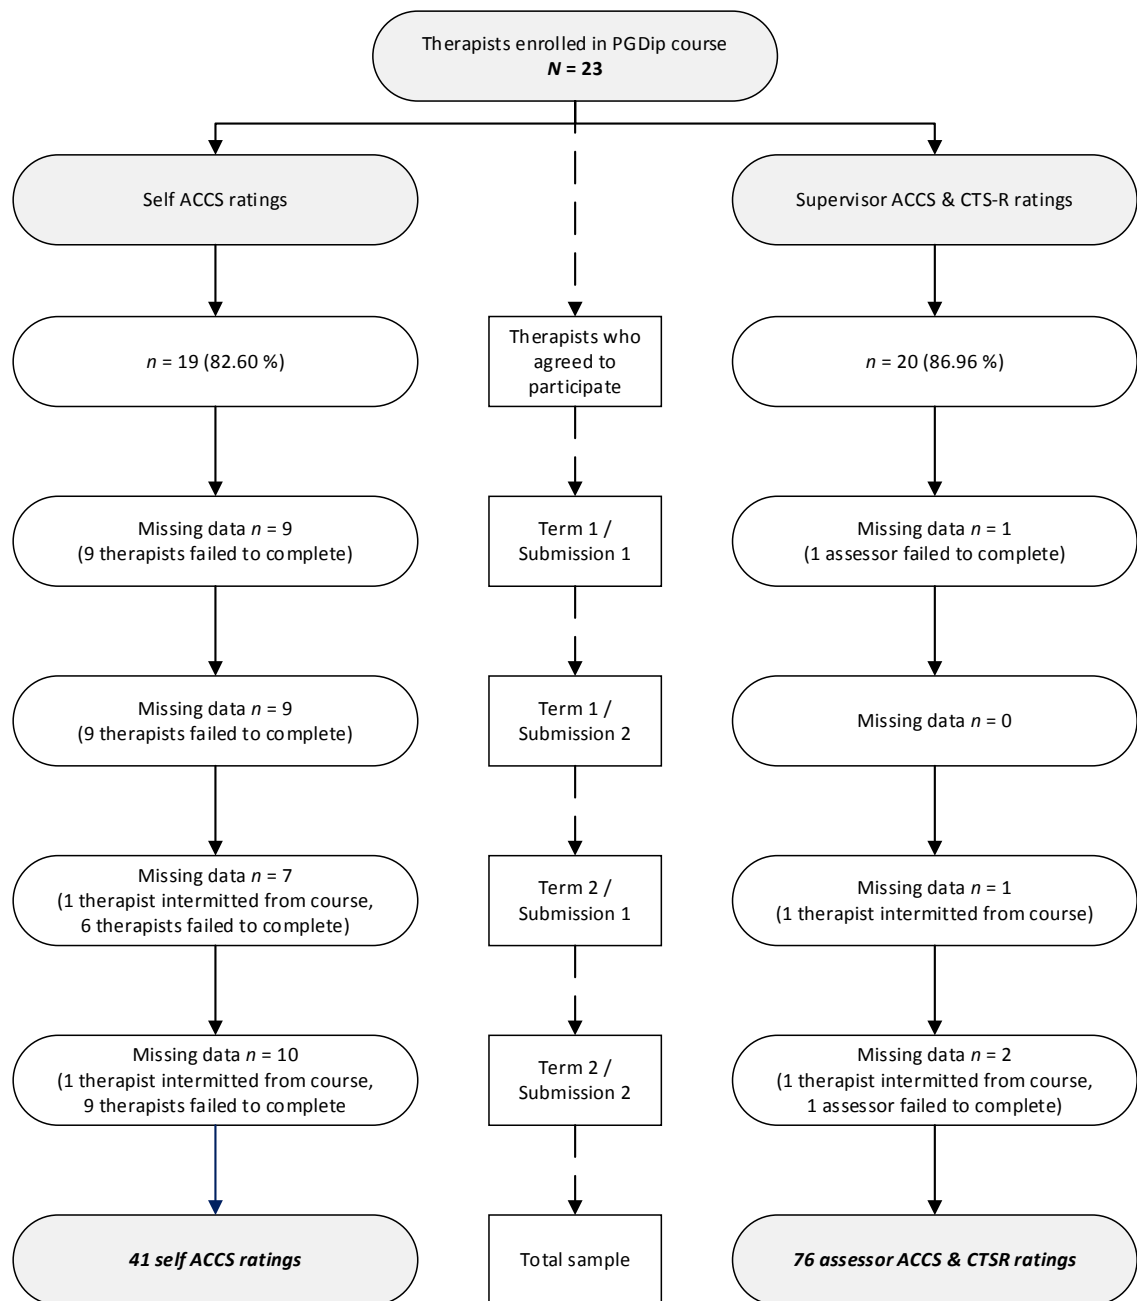 Therapists enrolled in PGDip course
N = 23
Self ACCS ratings
Supervisor ACCS & CTS-R ratings
n = 19 (82.60 %)
Therapists who
agreed to
participate
n = 20 (86.96 %)
Missing data n = 9
(9 therapists failed to complete)
Term 1 /
Submission 1
Missing data n = 1
(1 assessor failed to complete)
Missing data n = 9
(9 therapists failed to complete)
Term 1 /
Submission 2
Missing data n = 0
Missing data n = 7
(1 therapist intermitted from course,
6 therapists failed to complete)
Term 2 /
Submission 1
Missing data n = 1
(1 therapist intermitted from course)
Missing data n = 10
(1 therapist intermitted from course,
9 therapists failed to complete
Term 2 /
Submission 2
Missing data n = 2
(1 therapist intermitted from course,
1 assessor failed to complete)
41 self ACCS ratings
Total sample
76 assessor ACCS & CTSR ratings